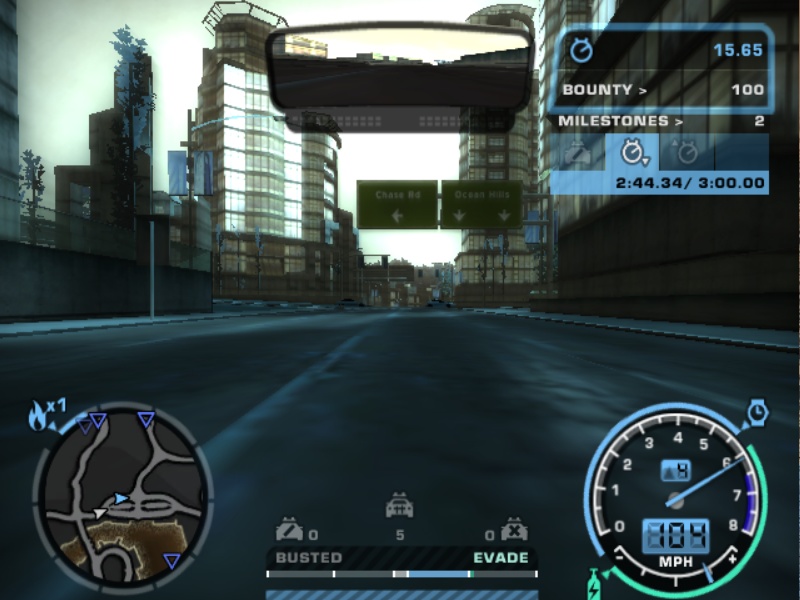 15.65
BOUNTY > 100
MILESTONES > 2
2:44.34/ 3:00.00
Chase Rd
Ocean Hills
x1
0 1 2 3 4 5 6 7 8
4
104
MPH
- +
0 5 0
BUSTED EVADE